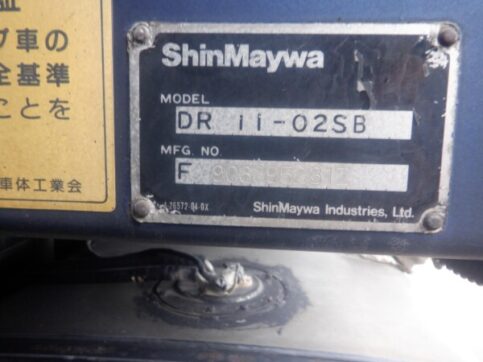 証
プ車の
全基準
ことを
車体工業会
ShinMaywa
MODEL
DR 11-02SB
MFG. NO.
F
ShinMaywa Industries, Ltd.